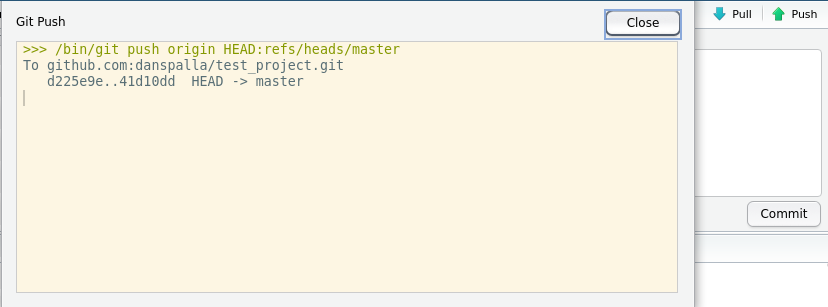 Git Push
Close
Pull
Push
>>> /bin/git push origin HEAD:refs/heads/master
To github.com:danspalla/test_project.git
d225e9e..41d10dd  HEAD -> master
Commit